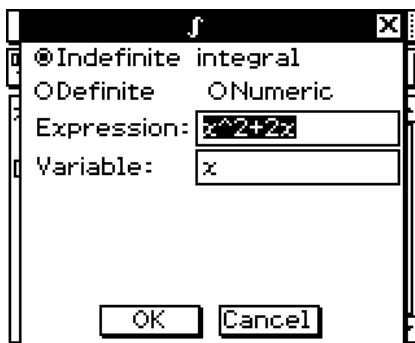 ∫
Indefinite integral
Definite Numeric
Expression: x^2+2x
Variable: x
OK Cancel